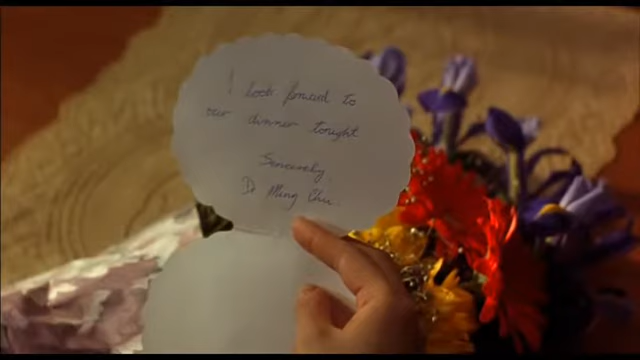 I look forward to
our dinner tonight
Sincerely,
Dr Ming Chu.